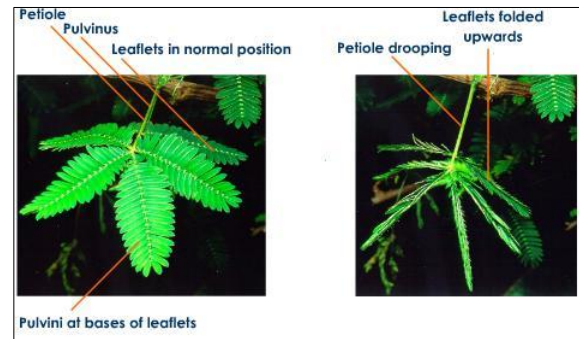 Petiole
Pulvinus
Leaflets in normal position
Pulvini at bases of leaflets
Petiole drooping
Leaflets folded
upwards